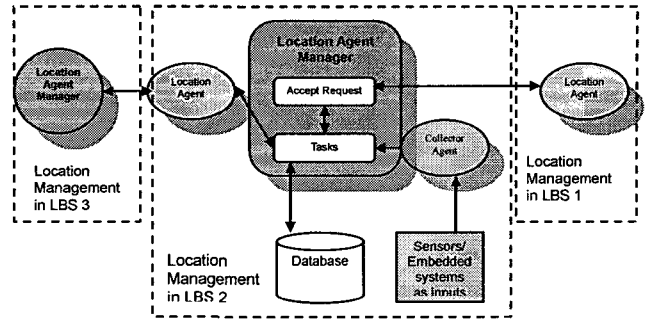 Location Agent
Manager
Accept Request
Tasks
Location
Agent
Manager
Location
Agent
Location
Agent
Collector
Agent
Location
Management
in LBS 3
Location
Management
in LBS 1
Location
Management
in LBS 2
Database
Sensors/
Embedded
systems
as inputs